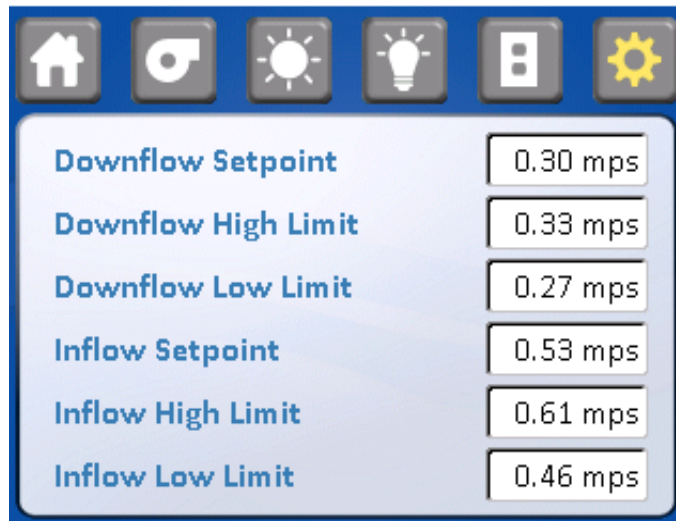 Downflow Setpoint 0.30 mps
Downflow High Limit 0.33 mps
Downflow Low Limit 0.27 mps
Inflow Setpoint 0.53 mps
Inflow High Limit 0.61 mps
Inflow Low Limit 0.46 mps